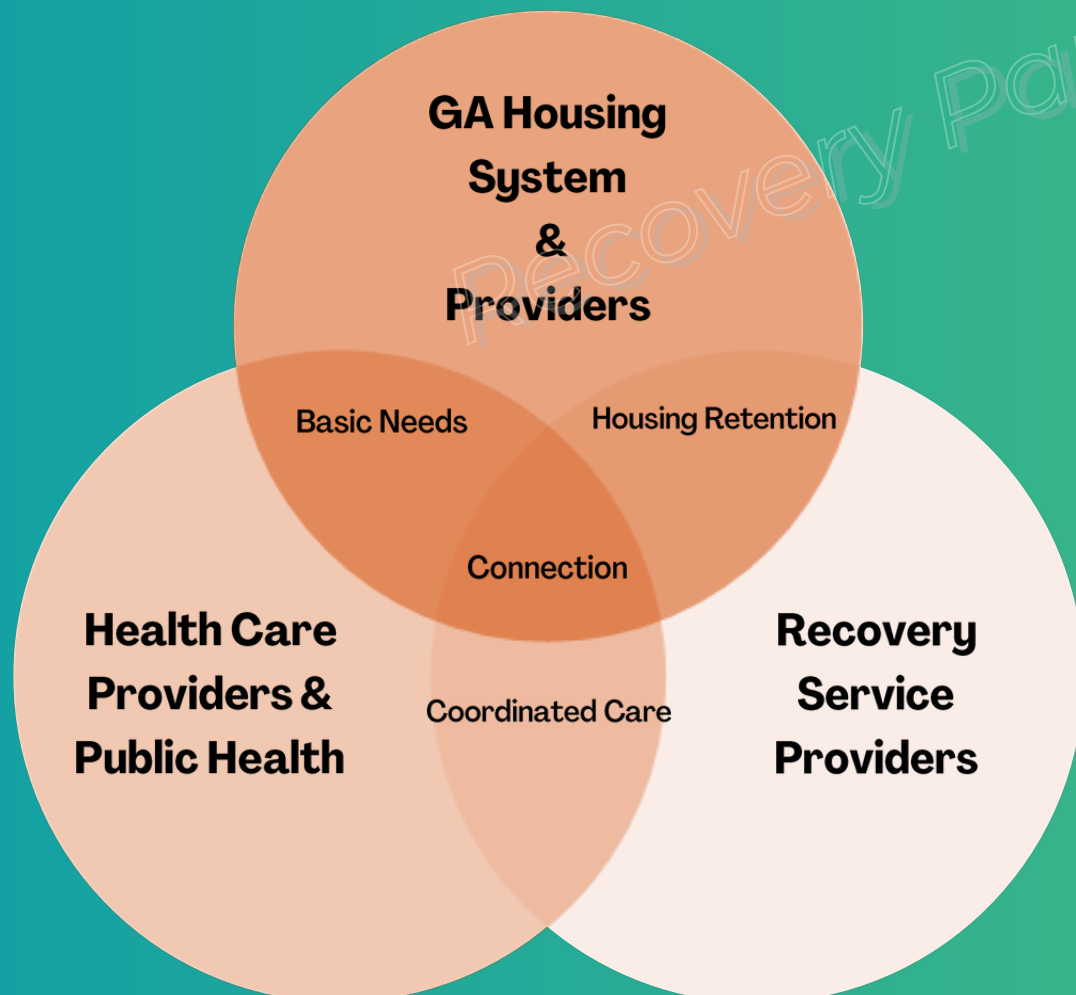 GA Housing
System
&
Providers
Recovery
Basic Needs
Housing Retention
Connection
Health Care
Providers &
Public Health
Recovery
Service
Providers
Coordinated Care